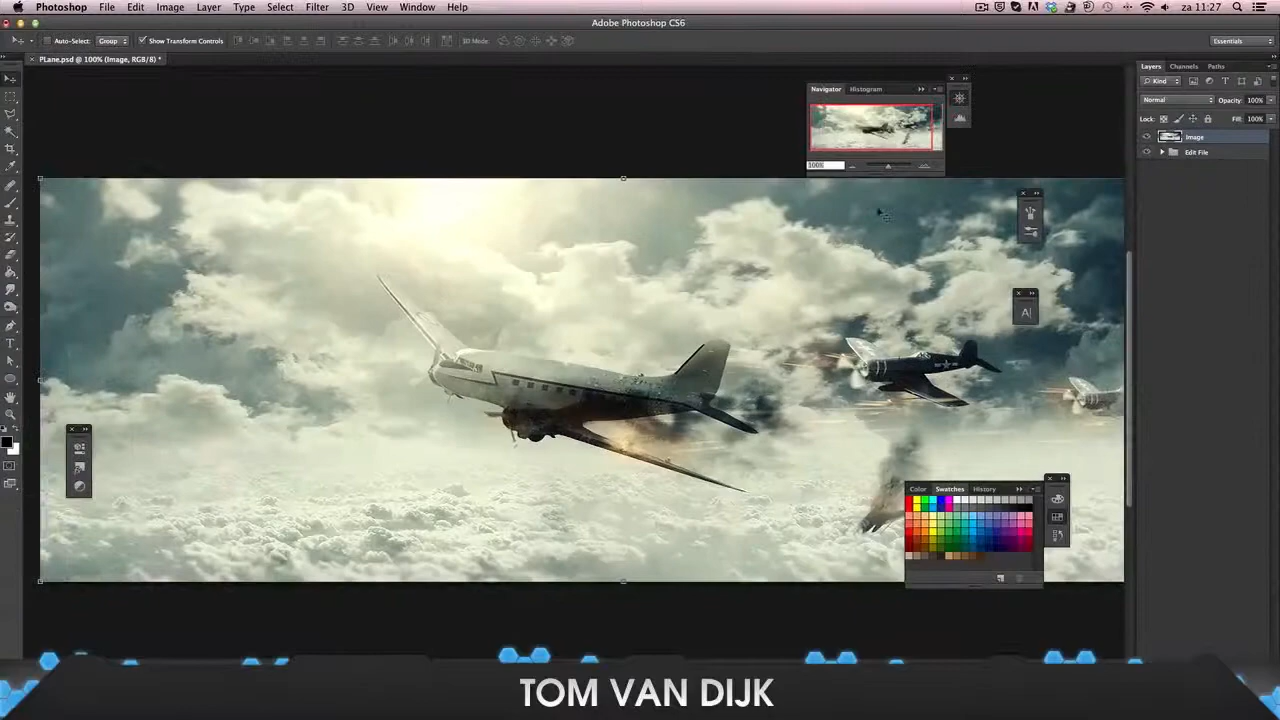 Photoshop File Edit Image Layer Type Select Filter 3D View Window Help za 11:27
Adobe Photoshop CS6
Auto-Select: Group Show Transform Controls 3D Mode: Essentials
PLane.psd @ 100% (Image, RGB/8) *
Layers Channels Paths
Kind
Navigator Histogram
Normal Opacity: 100%
Lock: Fill: 100%
Image
Edit File
100%
A|
Color Swatches History
TOM VAN DIJK